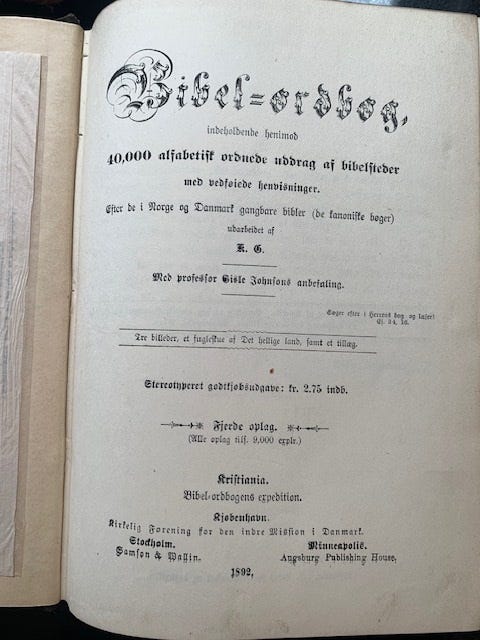 Bibel=ordbog,
indeholdende henimod
40,000 alfabetisk ordnede uddrag af bibelsteder
med vedføiede henvisninger.
Efter de i Norge og Danmark gangbare bibler (de kanoniske bøger)
udarbeidet af
K. G.
Med professor Gisle Johnsons anbefaling.
Søger efter i Herrens bog og læser!
Ej. 34, 16.
Tre billeder, et fugleskue af Det hellige land, samt et tillæg.
Stereotyperet godtkjøbsudgave: kr. 2.75 indb.
Fjerde oplag.
(Alle oplag tils. 9,000 explr.)
Kristiania.
Bibel-ordbogens expedition.
Kjøbenhavn.
Kirkelig Forening for den indre Mission i Danmark.
Stockholm. Minneapolis.
Samson & Wallin. Augsburg Publishing House,
1892,